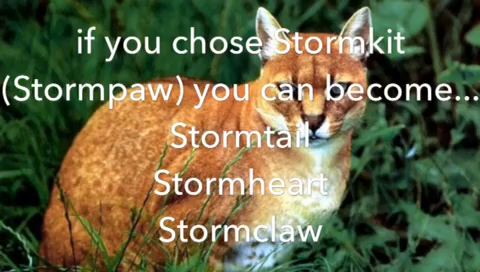 if you chose Stormkit
(Stormpaw) you can become...
Stormtail
Stormheart
Stormclaw